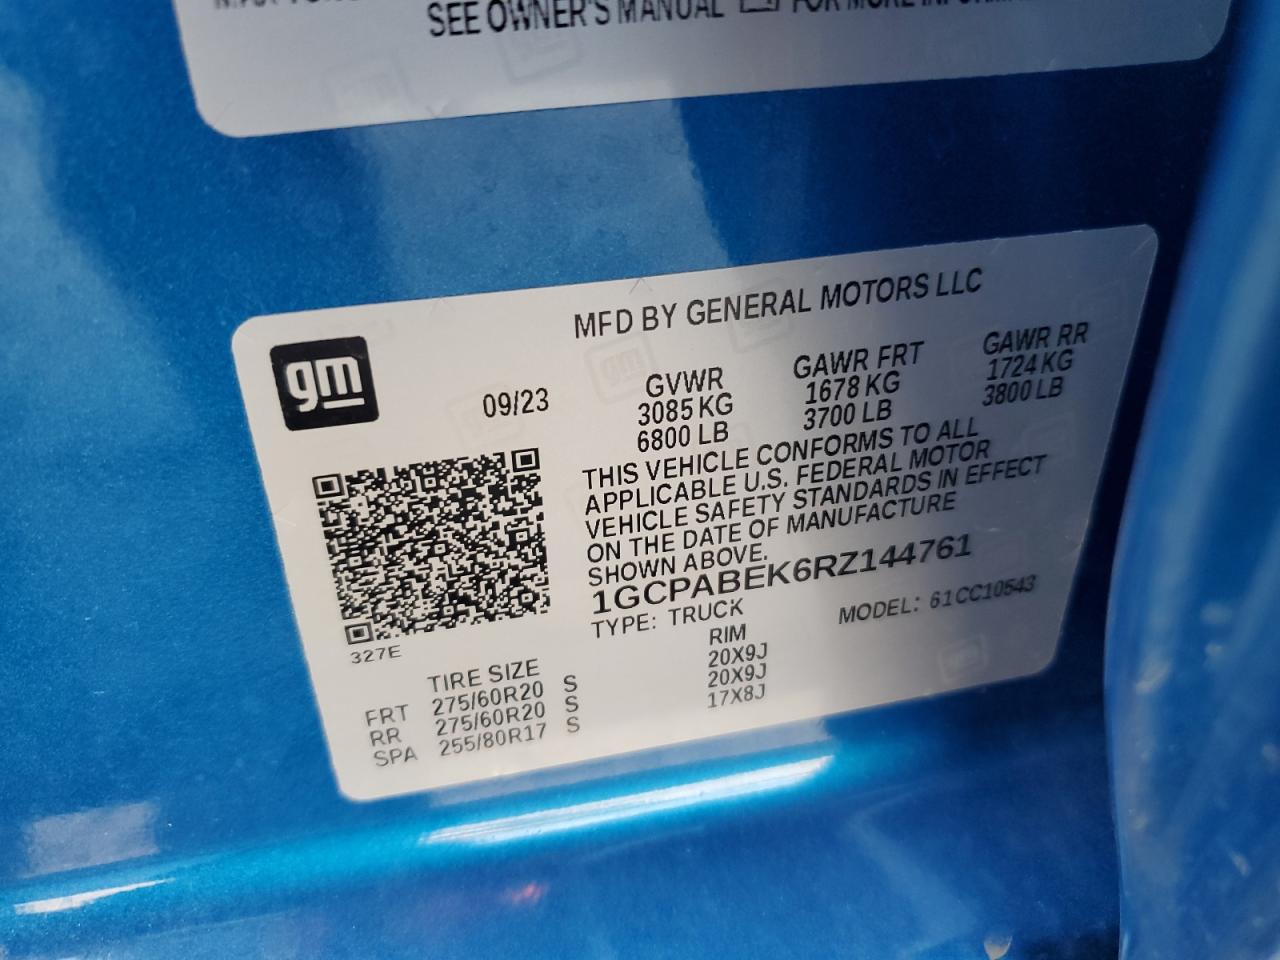 SEE OWNER'S MANUAL FOR MORE
MFD BY GENERAL MOTORS LLC
gm
09/23
GVWR GAWR FRT GAWR RR
3085 KG 1678 KG 1724 KG
6800 LB 3700 LB 3800 LB
THIS VEHICLE CONFORMS TO ALL
APPLICABLE U.S. FEDERAL MOTOR
VEHICLE SAFETY STANDARDS IN EFFECT
ON THE DATE OF MANUFACTURE
SHOWN ABOVE.
1GCPABEK6RZ144761
TYPE: TRUCK MODEL: 61CC10543
327E
TIRE SIZE RIM
FRT 275/60R20 S 20X9J
RR 275/60R20 S 20X9J
SPA 255/80R17 S 17X8J